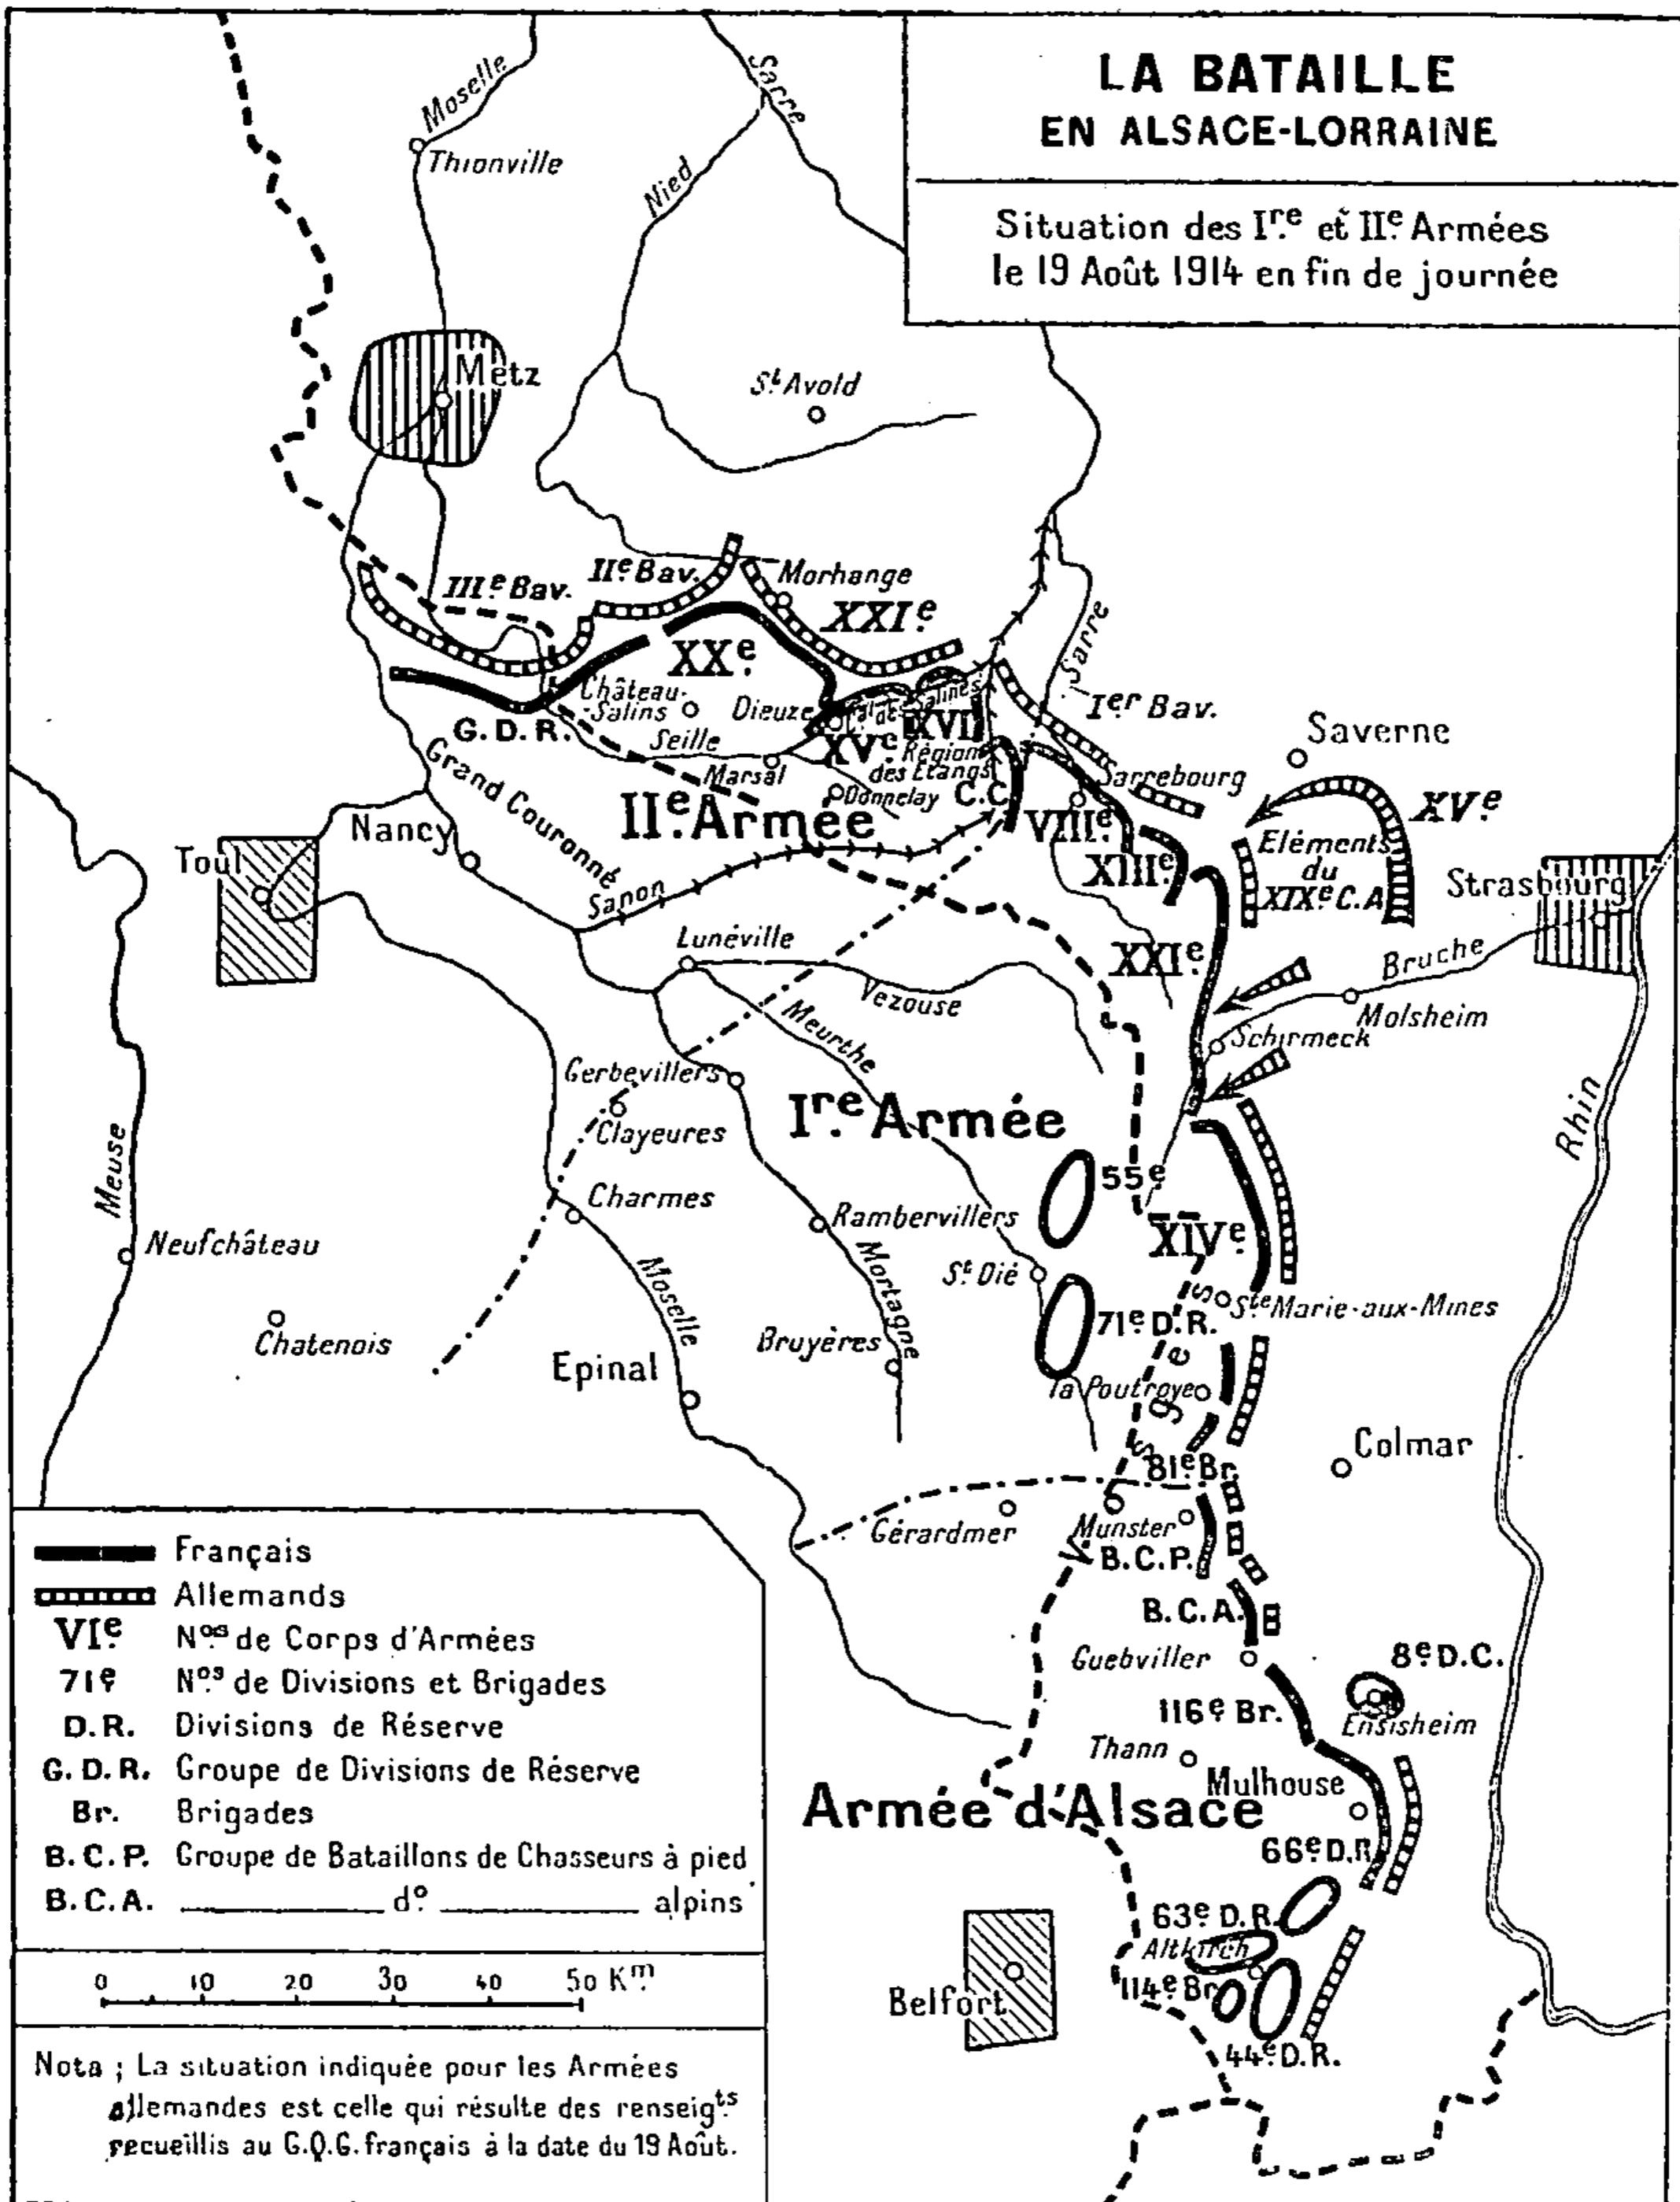 LA BATAILLE
EN ALSACE-LORRAINE
Situation des Ire et IIe Armées
le 19 Août 1914 en fin de journée
Moselle
Sarre
Thionville
Nied
Metz
St Avold
IIIe Bav.
IIe Bav.
Morhange
XXIe
XXe
Sarre
Château-
Salins
Dieuze
Salines
Ier Bav.
G. D. R.
Seille
XVe
XVI
Région
des Etangs
Saverne
Marsal
Donnelay
C.C.
Sarrebourg
Grand Couronné
IIe Armée
VIIIe
XVe
Nancy
Toul
XIIIe
Eléments
du
XIXe C.A
Strasbourg
Sanon
Lunéville
XXIe
Bruche
Vezouse
Molsheim
Meurthe
Schirmeck
Gerbevillers
Clayeures
Ire Armée
Rhin
Meuse
55e
Charmes
Rambervillers
XIVe
Neufchâteau
Moselle
Mortagne
St Dié
Ste Marie-aux-Mines
Chatenois
71e D.R.
Bruyères
Epinal
la Poutroye
Vosges
Colmar
81e Br.
Gérardmer
Munster
B.C.P.
B.C.A.
Guebviller
8e D.C.
116e Br.
Ensisheim
Thann
Mulhouse
Armée d'Alsace
66e D.R.
63e D.R.
Altkirch
114e Br.
Belfort
44e D.R.
Français
Allemands
VIe Nos de Corps d'Armées
71e Nos de Divisions et Brigades
D.R. Divisions de Réserve
G.D.R. Groupe de Divisions de Réserve
Br. Brigades
B.C.P. Groupe de Bataillons de Chasseurs à pied
B.C.A. do alpins
0 10 20 30 40 50 Km
Nota ; La situation indiquée pour les Armées
allemandes est celle qui résulte des renseigts
recueillis au G.Q.G. français à la date du 19 Août.